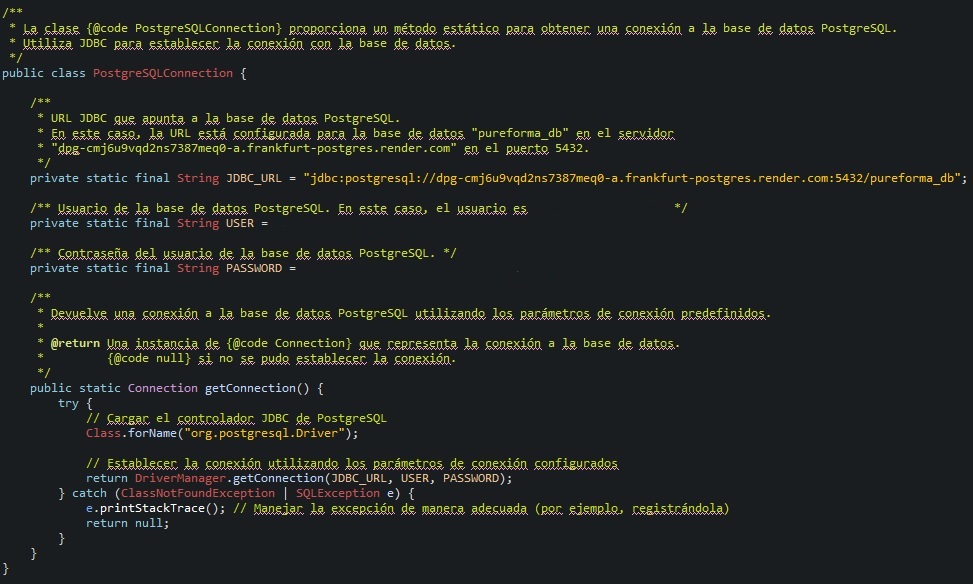 /**
 * La clase {@code PostgreSQLConnection} proporciona un método estático para obtener una conexión a la base de datos PostgreSQL.
 * Utiliza JDBC para establecer la conexión con la base de datos.
 */
public class PostgreSQLConnection {
    /**
     * URL JDBC que apunta a la base de datos PostgreSQL.
     * En este caso, la URL está configurada para la base de datos "pureforma_db" en el servidor
     * "dpg-cmj6u9vqd2ns7387meq0-a.frankfurt-postgres.render.com" en el puerto 5432.
     */
    private static final String JDBC_URL = "jdbc:postgresql://dpg-cmj6u9vqd2ns7387meq0-a.frankfurt-postgres.render.com:5432/pureforma_db";
    /** Usuario de la base de datos PostgreSQL. En este caso, el usuario es                     */
    private static final String USER =
    /** Contraseña del usuario de la base de datos PostgreSQL. */
    private static final String PASSWORD =
    /**
     * Devuelve una conexión a la base de datos PostgreSQL utilizando los parámetros de conexión predefinidos.
     *
     * @return Una instancia de {@code Connection} que representa la conexión a la base de datos.
     *         {@code null} si no se pudo establecer la conexión.
     */
    public static Connection getConnection() {
        try {
            // Cargar el controlador JDBC de PostgreSQL
            Class.forName("org.postgresql.Driver");
            // Establecer la conexión utilizando los parámetros de conexión configurados
            return DriverManager.getConnection(JDBC_URL, USER, PASSWORD);
        } catch (ClassNotFoundException | SQLException e) {
            e.printStackTrace(); // Manejar la excepción de manera adecuada (por ejemplo, registrándola)
            return null;
        }
    }
}